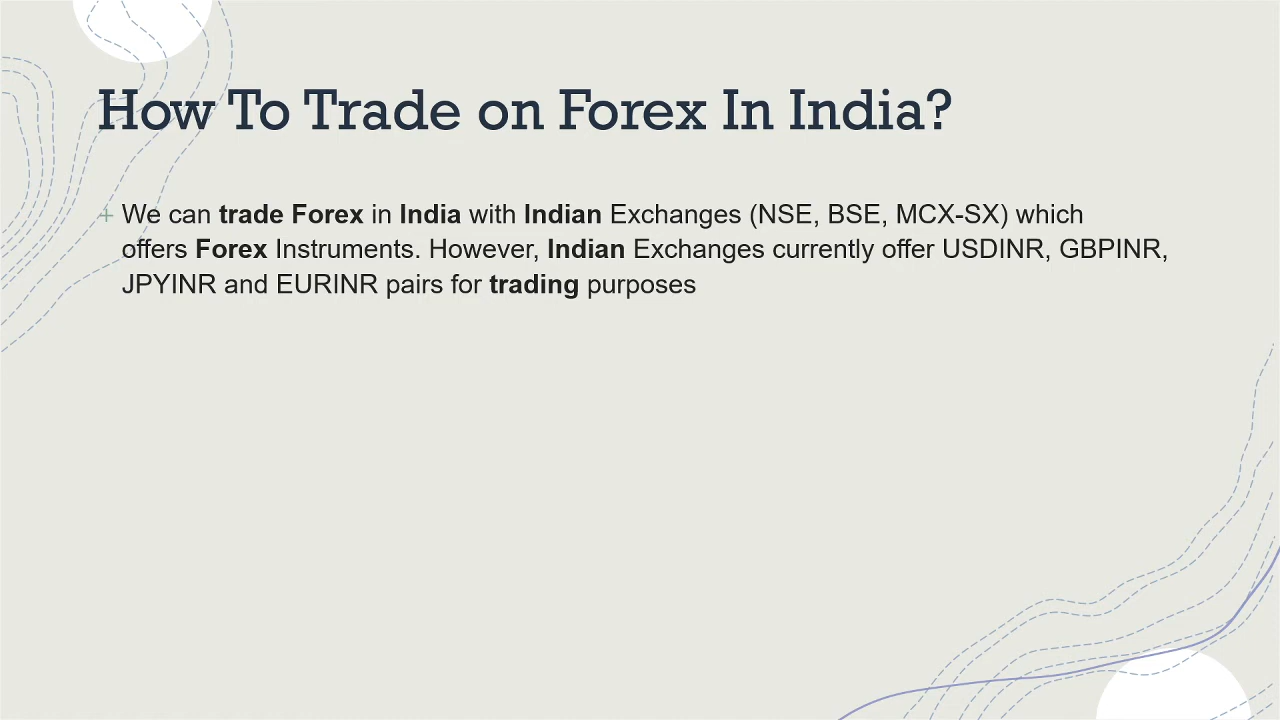 How To Trade on Forex In India?
+ We can trade Forex in India with Indian Exchanges (NSE, BSE, MCX-SX) which
offers Forex Instruments. However, Indian Exchanges currently offer USDINR, GBPINR,
JPYINR and EURINR pairs for trading purposes